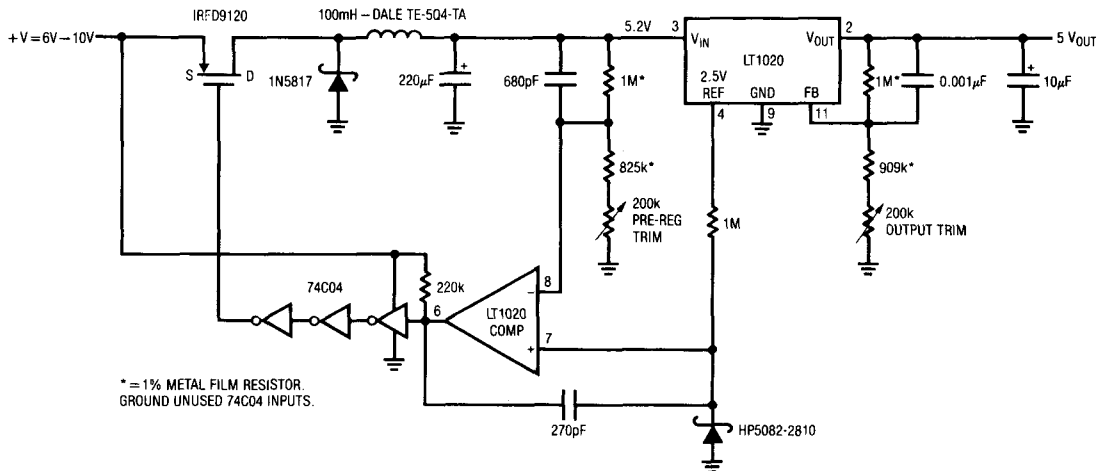 IRFD9120
100mH – DALE TE-5Q4-TA
+V = 6V – 10V
S
D
1N5817
220µF
+
680pF
1M*
5.2V
3
VIN
VOUT
2
5 VOUT
LT1020
2.5V
REF
GND
FB
4
9
11
1M*
0.001µF
+
10µF
825k*
200k
PRE-REG
TRIM
1M
909k*
200k
OUTPUT TRIM
74C04
220k
6
LT1020
COMP
–
8
+
7
* = 1% METAL FILM RESISTOR.
GROUND UNUSED 74C04 INPUTS.
270pF
HP5082-2810